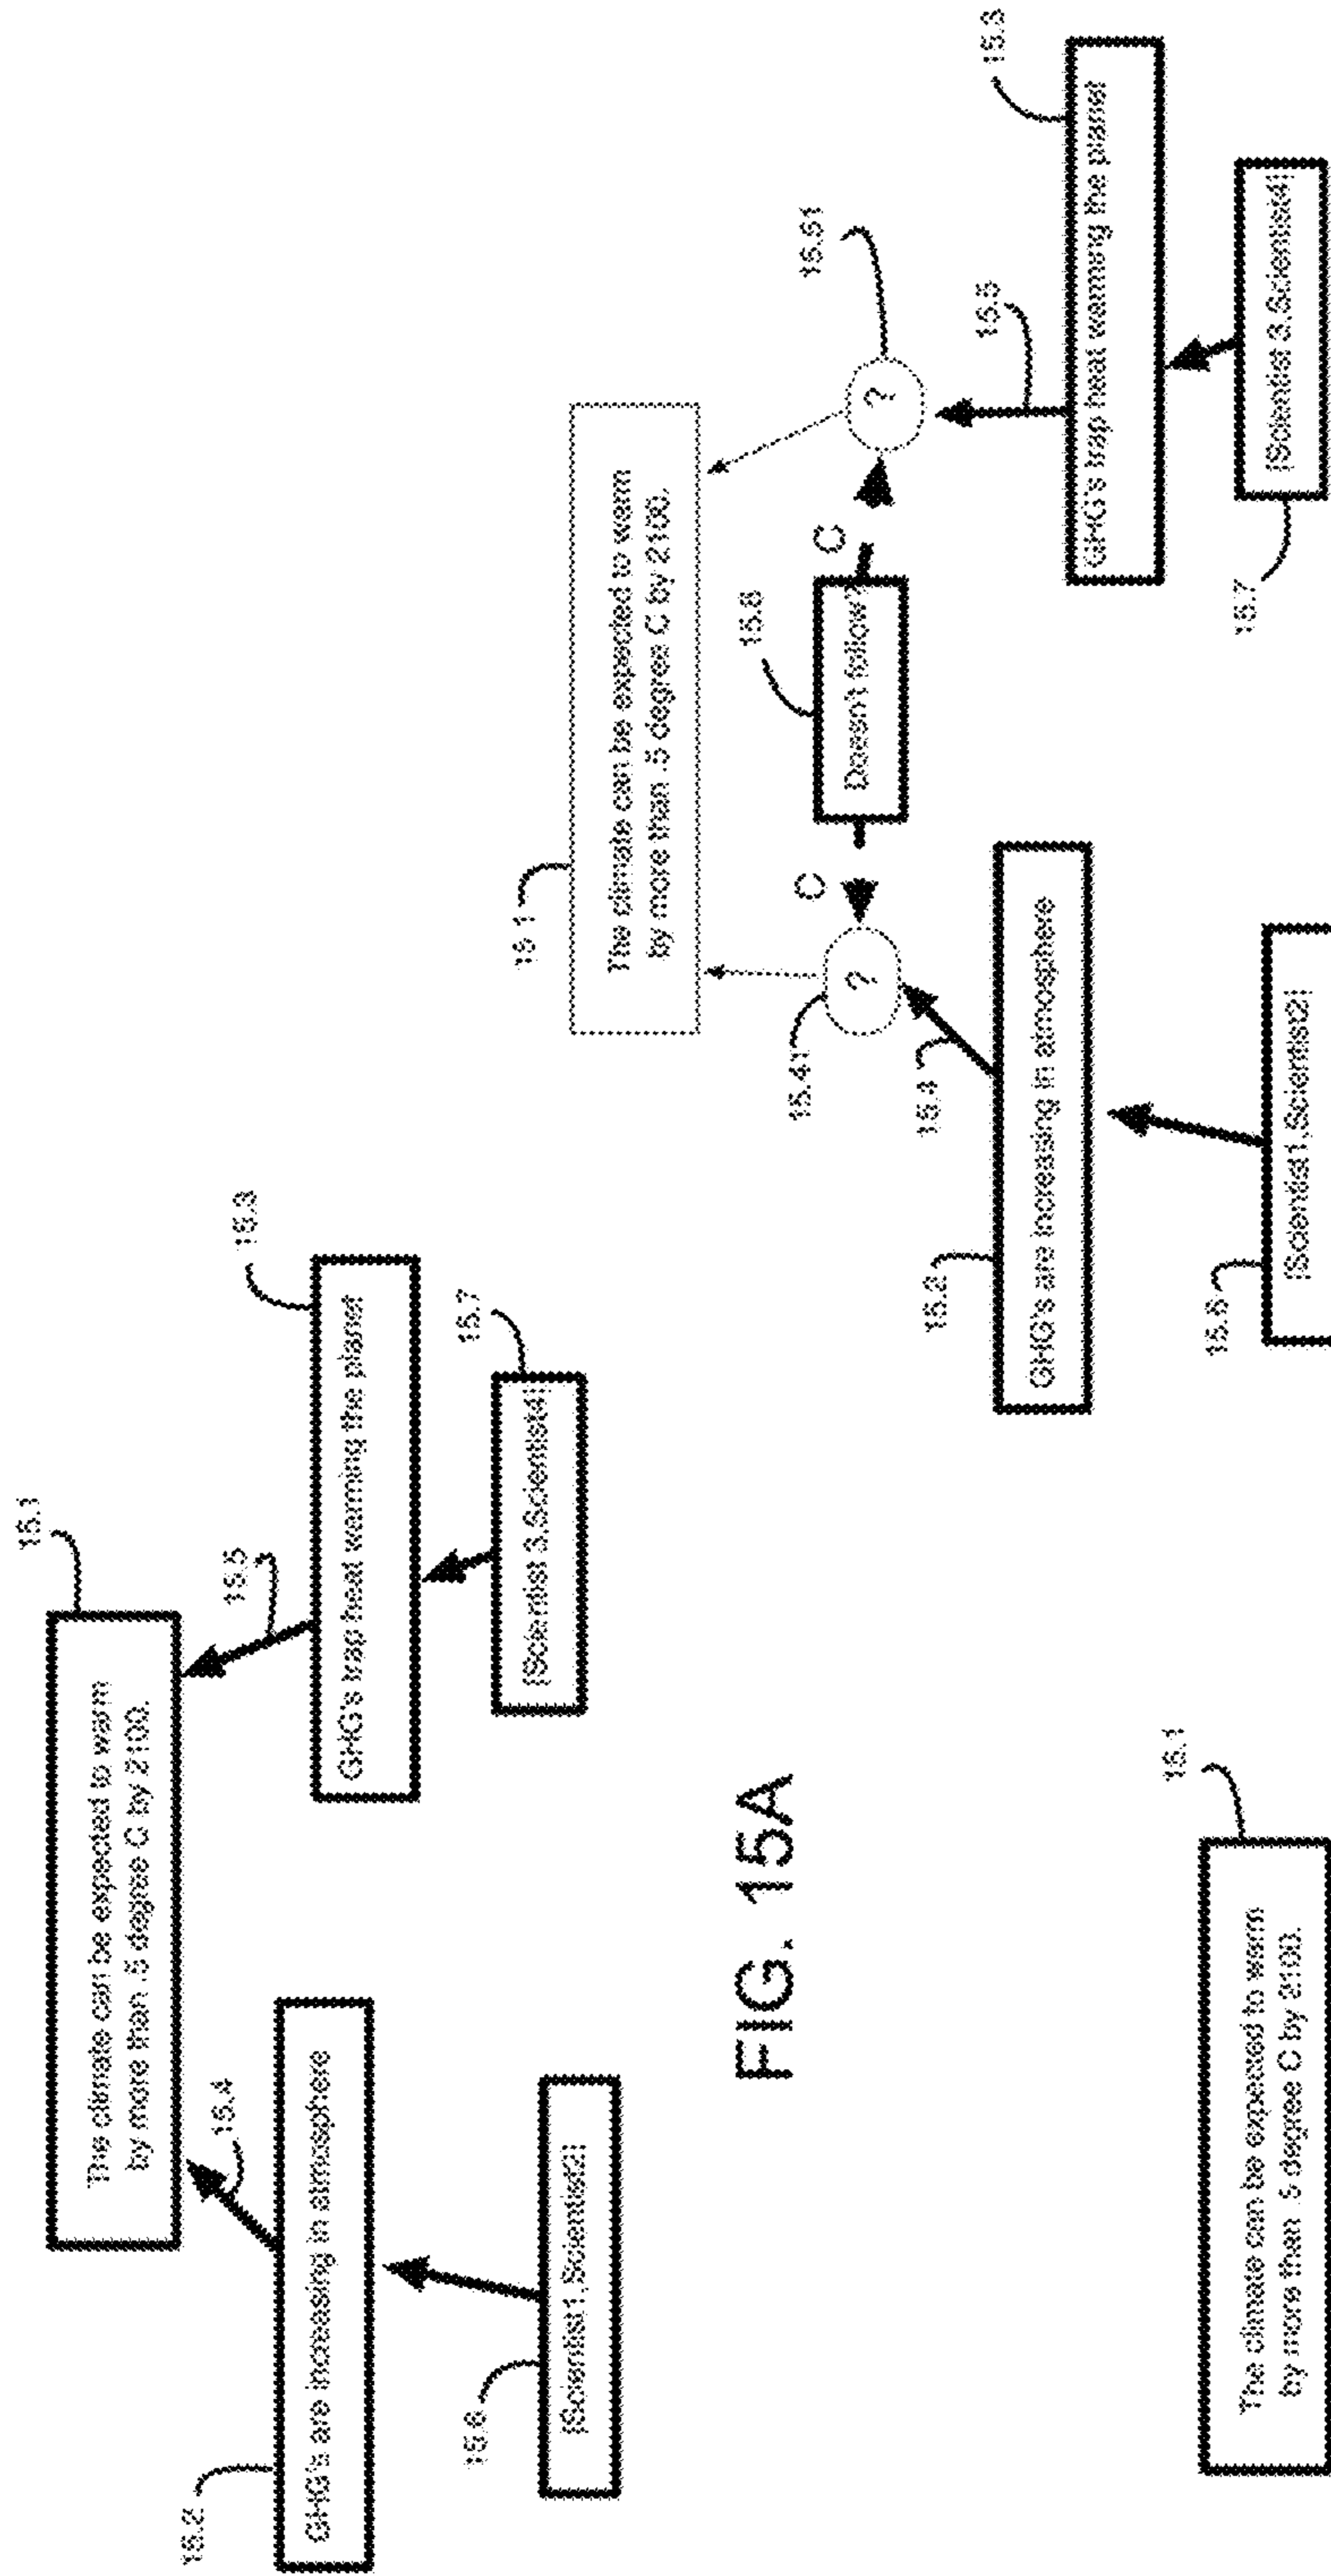 15.1
The climate can be expected to warm
by more than .5 degree C by 2100.
15.4
15.5
15.2
15.3
GHG's are increasing in atmosphere
GHG's trap heat warming the planet
15.6
15.7
[Scientist1,Scientist2]
[Scientist 3,Scientist4]
FIG. 15A
15.1
The climate can be expected to warm
by more than .5 degree C by 2100.
15.41
15.8
15.51
C
C
?
Doesn't follow?
?
15.4
15.5
15.2
15.3
GHG's are increasing in atmosphere
GHG's trap heat warming the planet
15.6
15.7
[Scientist1,Scientist2]
[Scientist 3,Scientist4]
15.1
The climate can be expected to warm
by more than .5 degree C by 2100.